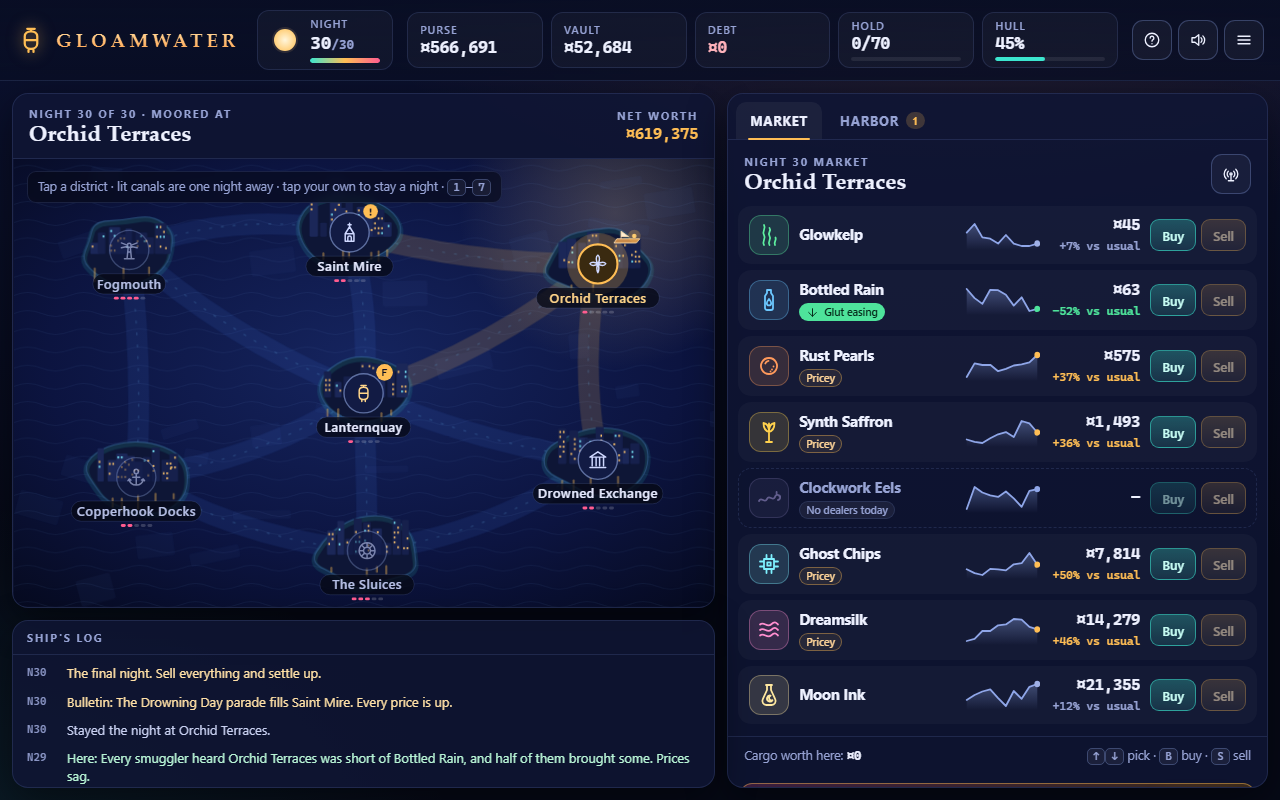 GLOAMWATER
NIGHT
30/30
PURSE
¤566,691
VAULT
¤52,684
DEBT
¤0
HOLD
0/70
HULL
45%
NIGHT 30 OF 30 · MOORED AT
Orchid Terraces
NET WORTH
¤619,375
Tap a district · lit canals are one night away · tap your own to stay a night · 1–7
!
Saint Mire
Fogmouth
Orchid Terraces
F
Lanternquay
Copperhook Docks
Drowned Exchange
The Sluices
SHIP'S LOG
N30 The final night. Sell everything and settle up.
N30 Bulletin: The Drowning Day parade fills Saint Mire. Every price is up.
N30 Stayed the night at Orchid Terraces.
N29 Here: Every smuggler heard Orchid Terraces was short of Bottled Rain, and half of them brought some. Prices
sag.
MARKET HARBOR 1
NIGHT 30 MARKET
Orchid Terraces
Glowkelp
¤45
+7% vs usual
Buy Sell
Bottled Rain
↓ Glut easing
¤63
−52% vs usual
Buy Sell
Rust Pearls
Pricey
¤575
+37% vs usual
Buy Sell
Synth Saffron
Pricey
¤1,493
+36% vs usual
Buy Sell
Clockwork Eels
No dealers today
–
Buy Sell
Ghost Chips
Pricey
¤7,814
+50% vs usual
Buy Sell
Dreamsilk
Pricey
¤14,279
+46% vs usual
Buy Sell
Moon Ink
¤21,355
+12% vs usual
Buy Sell
Cargo worth here: ¤0
↑ ↓ pick · B buy · S sell